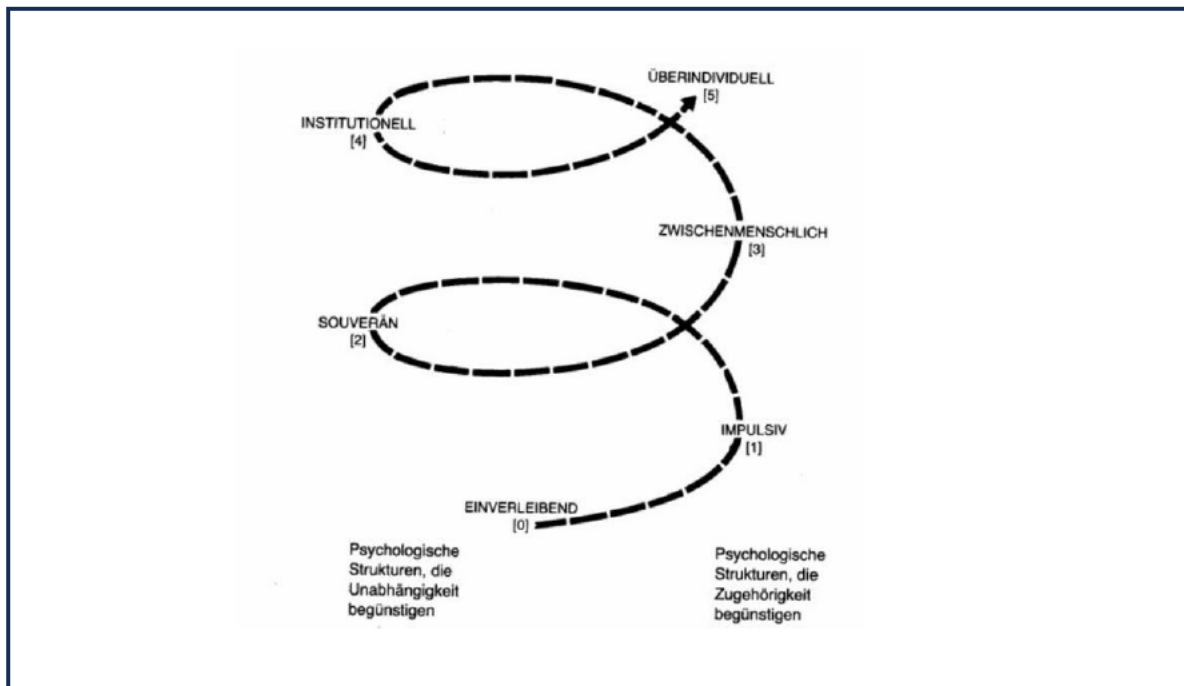 ÜBERINDIVIDUELL
[5]
INSTITUTIONELL
[4]
ZWISCHENMENSCHLICH
[3]
SOUVERÄN
[2]
IMPULSIV
[1]
EINVERLEIBEND
[0]
Psychologische
Strukturen, die
Unabhängigkeit
begünstigen
Psychologische
Strukturen, die
Zugehörigkeit
begünstigen